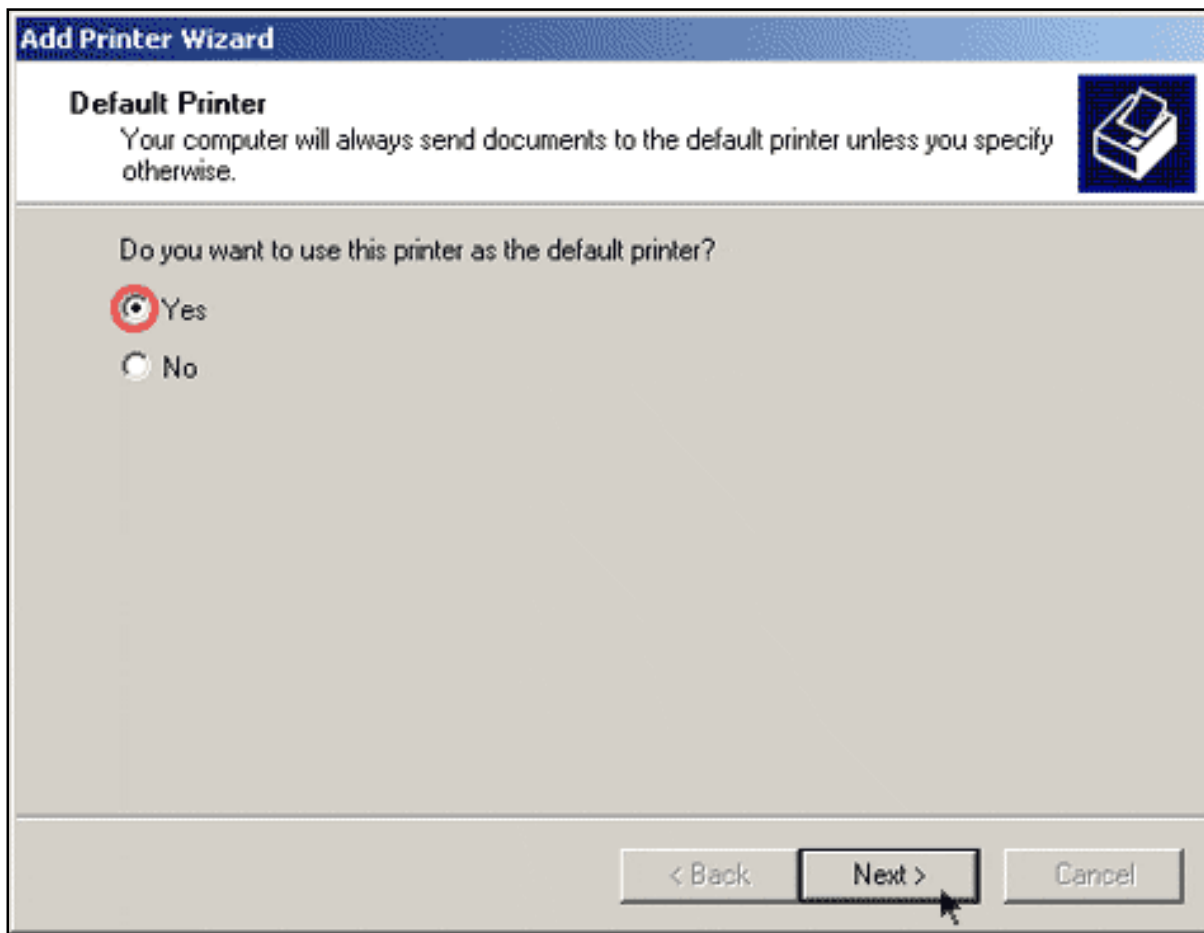 Add Printer Wizard
Default Printer
Your computer will always send documents to the default printer unless you specify
otherwise.
Do you want to use this printer as the default printer?
Yes
No
< Back
Next >
Cancel